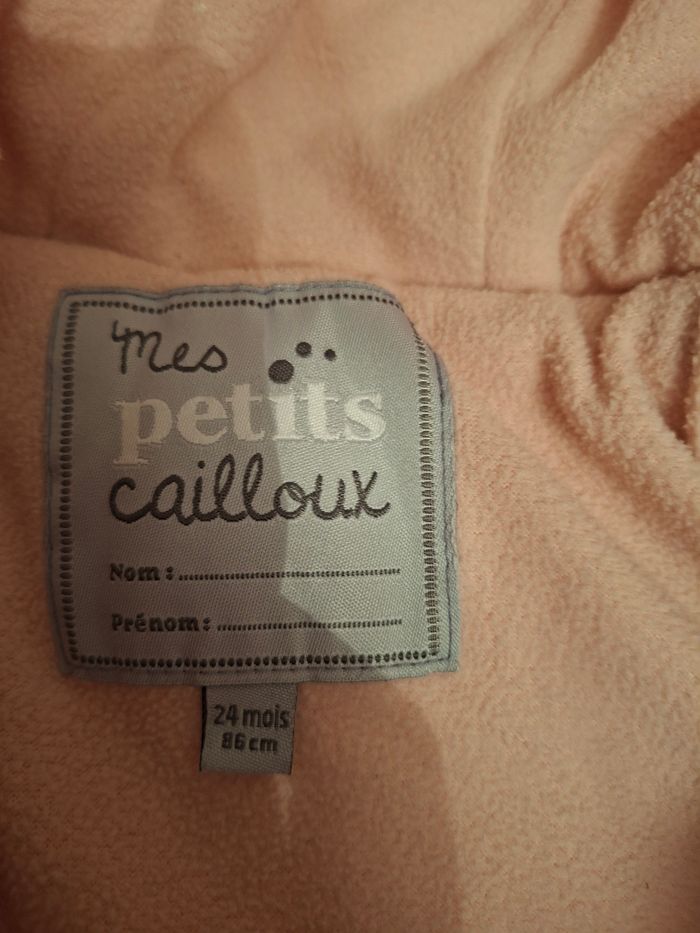 Mes
petits
cailloux
Nom :
Prénom :
24 mois
86 cm